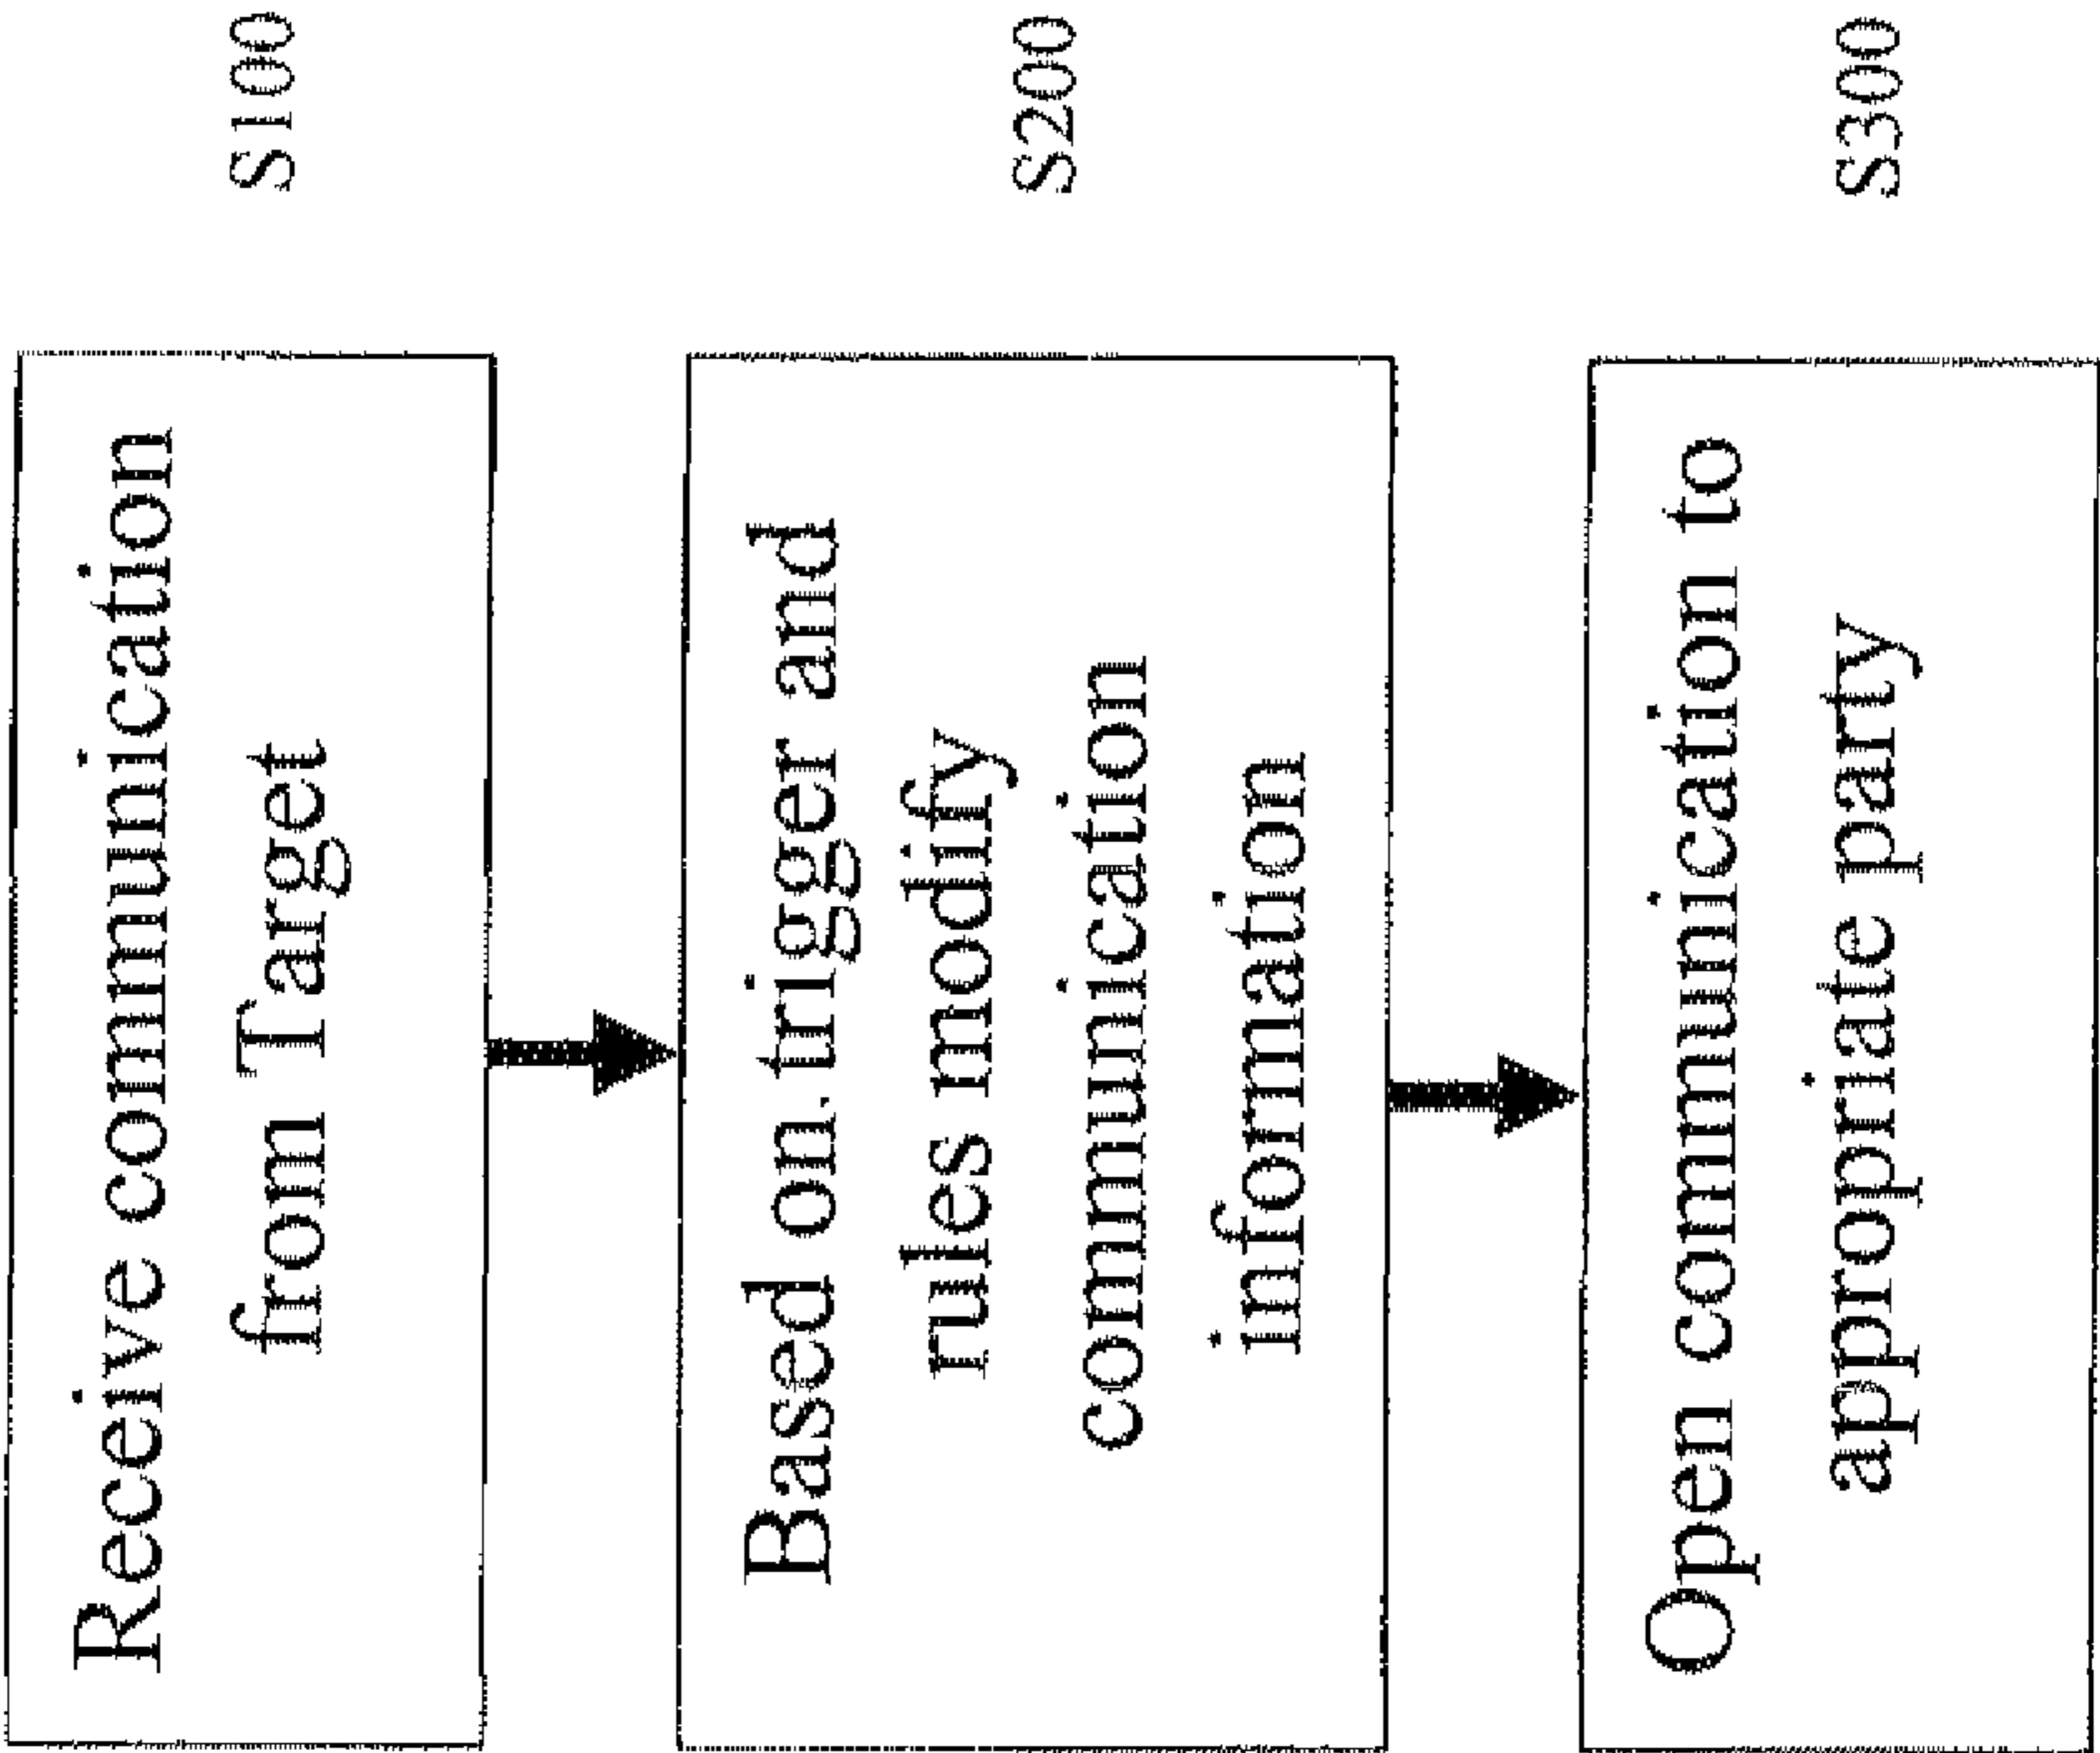 Receive communication
from Target
S100
Based on trigger and
rules modify
communication
information
S200
Open communication to
appropriate party
S300